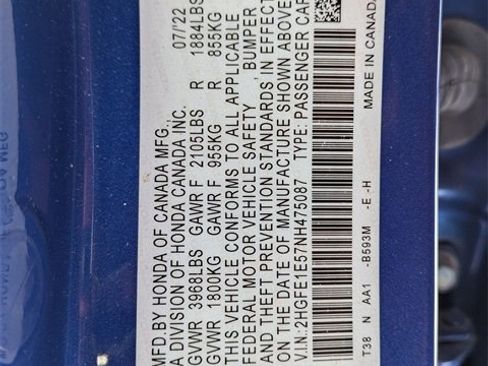 MFD.BY HONDA OF CANADA MFG., 07/22
A DIVISION OF HONDA CANADA INC.
GVWR 3968LBS GAWR F 2105LBS R 1884LBS
GVWR 1800KG GAWR F 955KG R 855KG
THIS VEHICLE CONFORMS TO ALL APPLICABLE
FEDERAL MOTOR VEHICLE SAFETY , BUMPER
AND THEFT PREVENTION STANDARDS IN EFFECT
ON THE DATE OF MANUFACTURE SHOWN ABOVE
V.I.N.:2HGFE1E57NH475087 TYPE: PASSENGER CAR
T38 N AA1 -B593M -E -H MADE IN CANADA